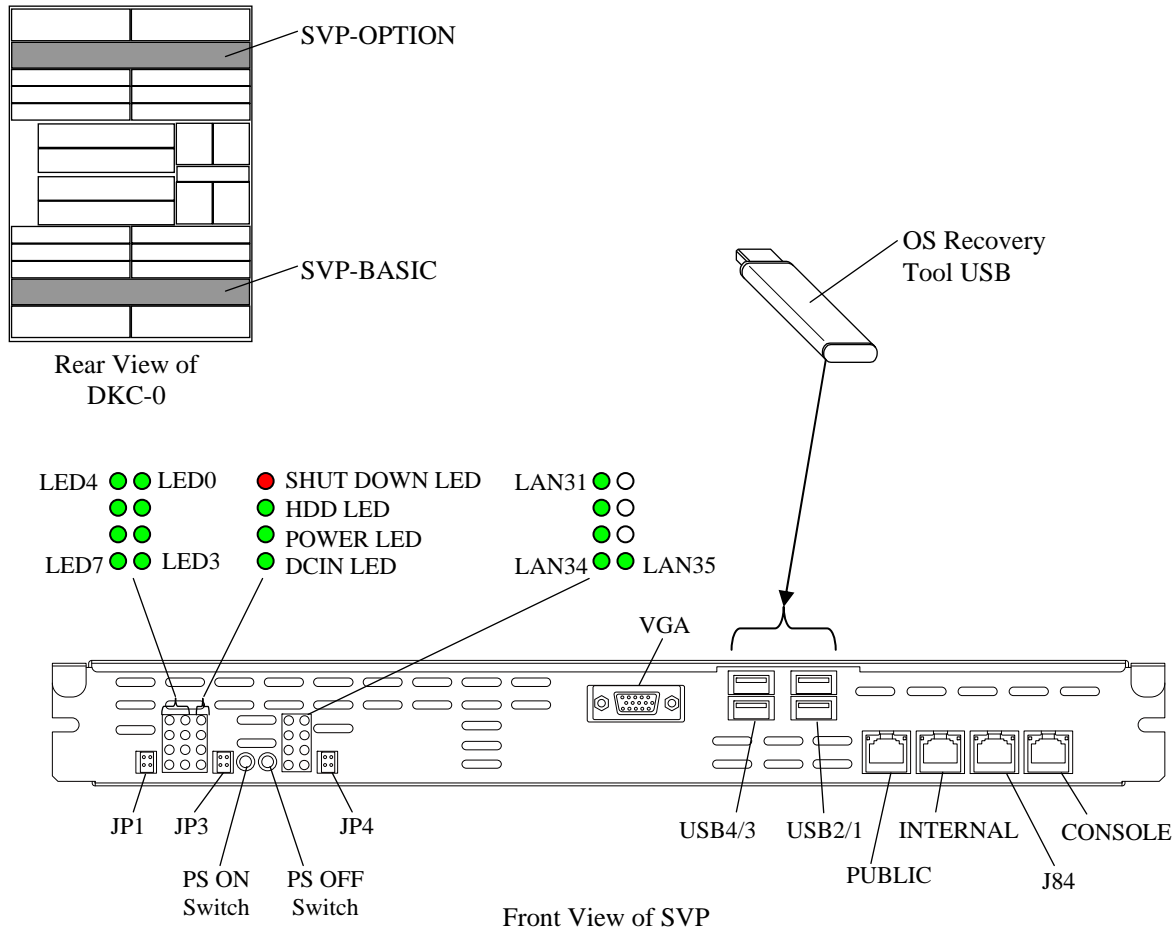 SVP-OPTION
SVP-BASIC
Rear View of
DKC-0
OS Recovery
Tool USB
LED4 LED0
LED7 LED3
SHUT DOWN LED
HDD LED
POWER LED
DCIN LED
LAN31
LAN34 LAN35
VGA
JP1 JP3 JP4
PS ON
Switch
PS OFF
Switch
USB4/3 USB2/1 INTERNAL CONSOLE
PUBLIC J84
Front View of SVP